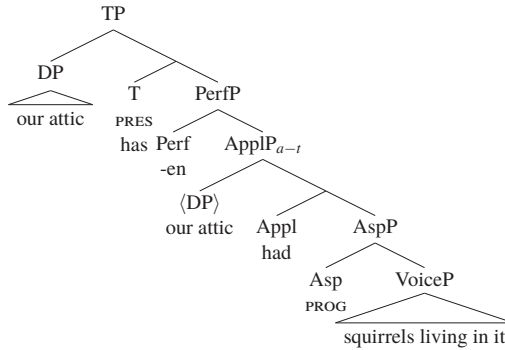 TP
DP
T PerfP
our attic
PRES
has Perf ApplP_{a−t}
-en
⟨DP⟩
our attic Appl AspP
had
Asp VoiceP
PROG
squirrels living in it